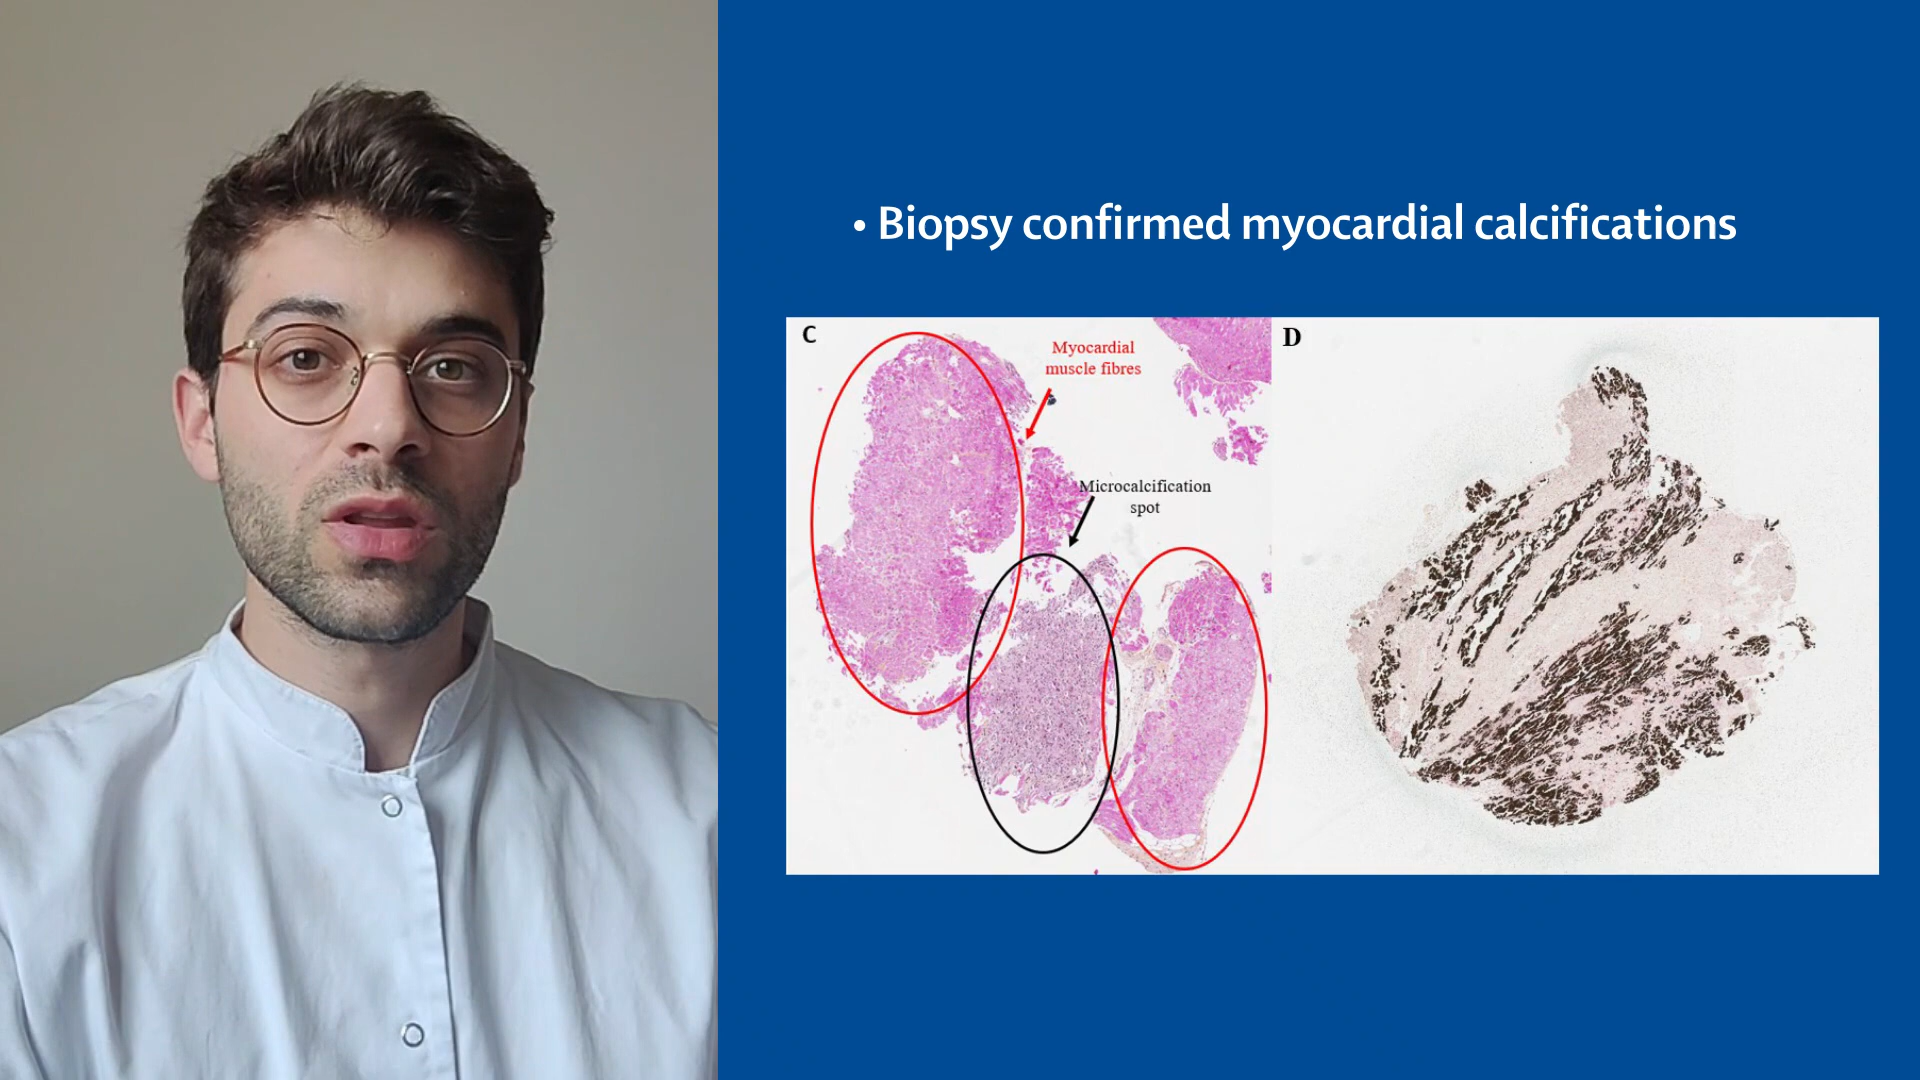 • Biopsy confirmed myocardial calcifications
C
Myocardial
muscle fibres
Microcalcification
spot
D